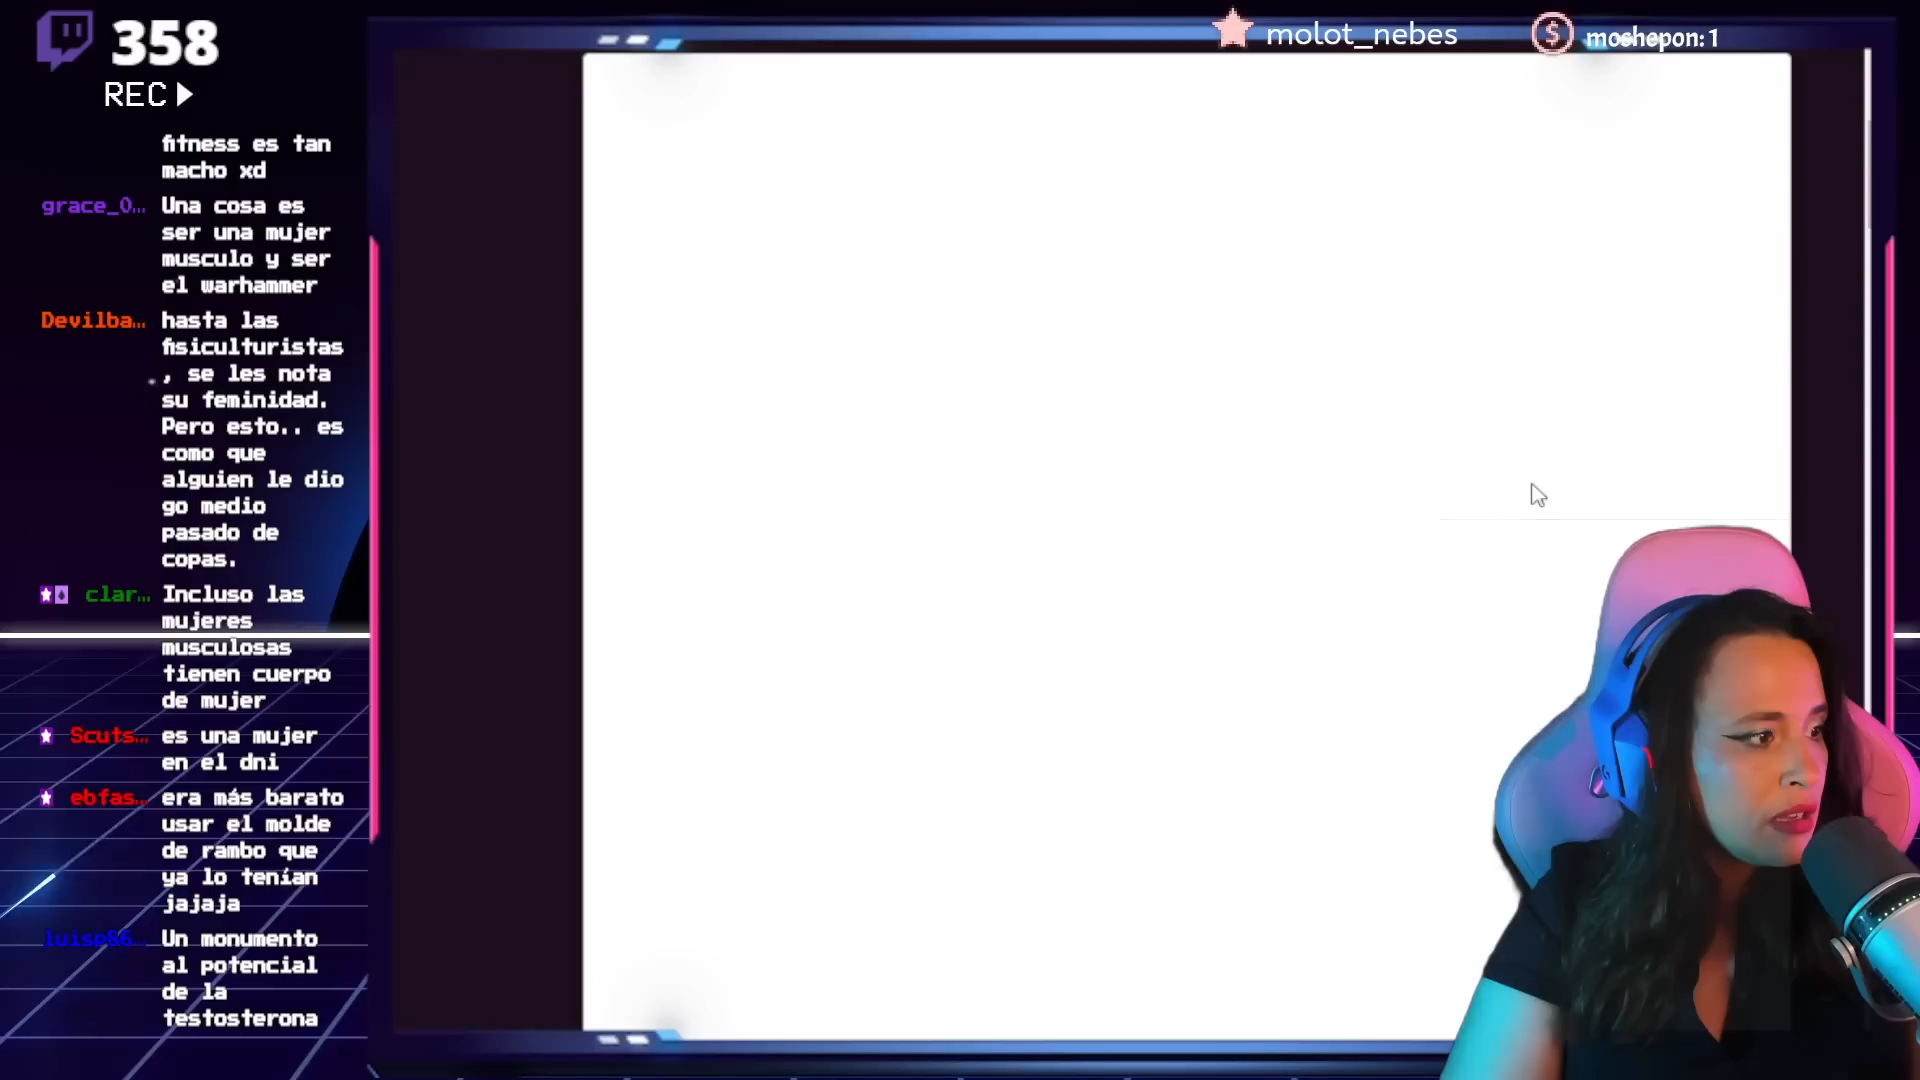 358
molot_nebes
moshepon: 1
REC
fitness es tan
macho xd
grace_0… Una cosa es
ser una mujer
musculo y ser
el warhammer
Devilba… hasta las
fisiculturistas
, se les nota
su feminidad.
Pero esto.. es
como que
alguien le dio
go medio
pasado de
copas.
clar… Incluso las
mujeres
musculosas
tienen cuerpo
de mujer
Scuts… es una mujer
en el dni
ebfas… era más barato
usar el molde
de rambo que
ya lo tenían
jajaja
luisp86… Un monumento
al potencial
de la
testosterona